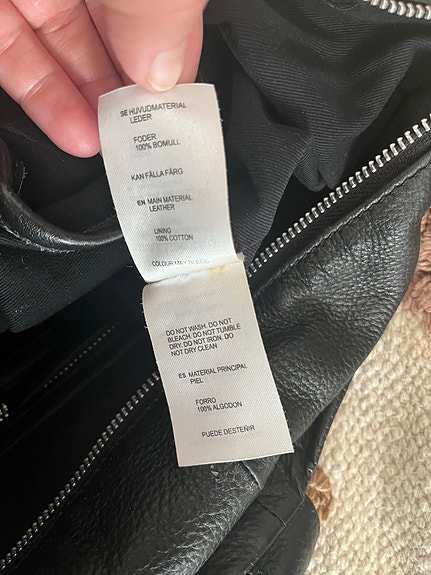 SE HUVUDMATERIAL
LEDER
FODER
100% BOMULL
KAN FÄLLA FÄRG
EN MAIN MATERIAL
LEATHER
LINING
100% COTTON
COLOUR MAY BLEED
DO NOT WASH. DO NOT
BLEACH. DO NOT TUMBLE
DRY. DO NOT IRON. DO
NOT DRY CLEAN
ES MATERIAL PRINCIPAL
PIEL
FORRO
100% ALGODON
PUEDE DESTEÑIR